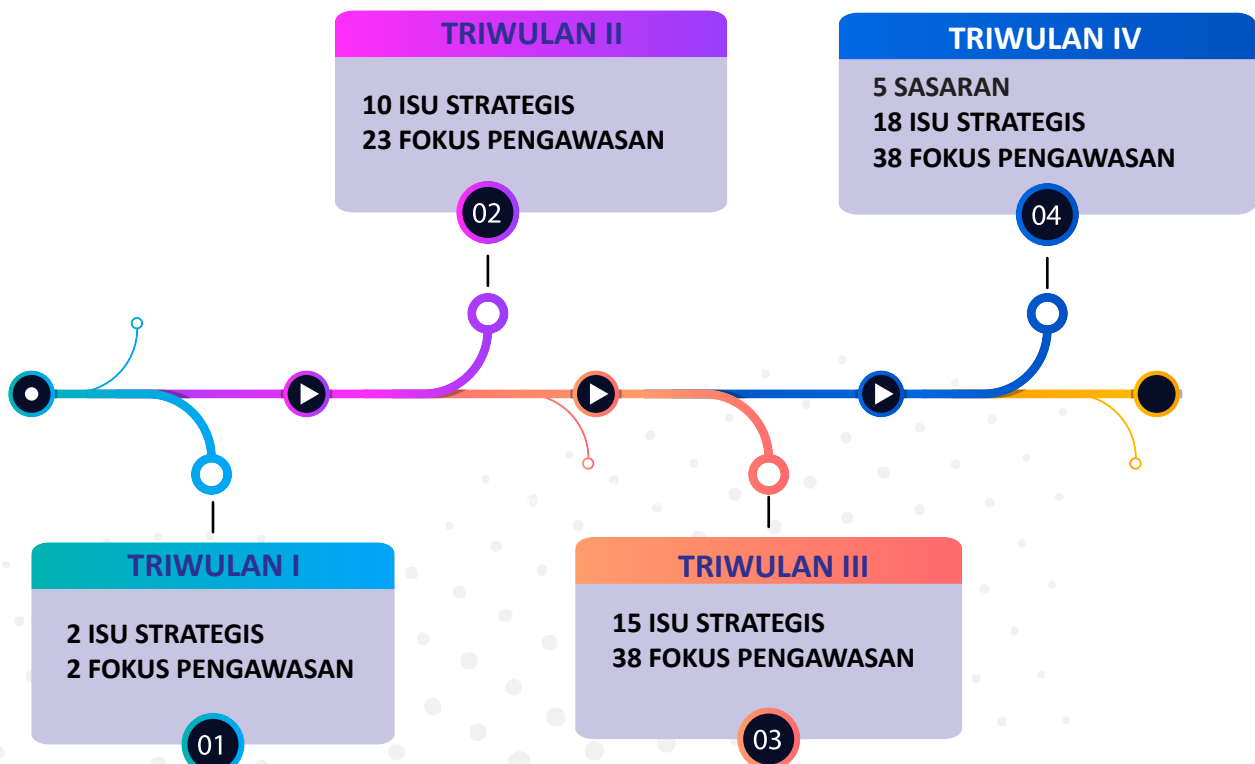 TRIWULAN I
2 ISU STRATEGIS
2 FOKUS PENGAWASAN
01
TRIWULAN II
10 ISU STRATEGIS
23 FOKUS PENGAWASAN
02
TRIWULAN III
15 ISU STRATEGIS
38 FOKUS PENGAWASAN
03
TRIWULAN IV
5 SASARAN
18 ISU STRATEGIS
38 FOKUS PENGAWASAN
04